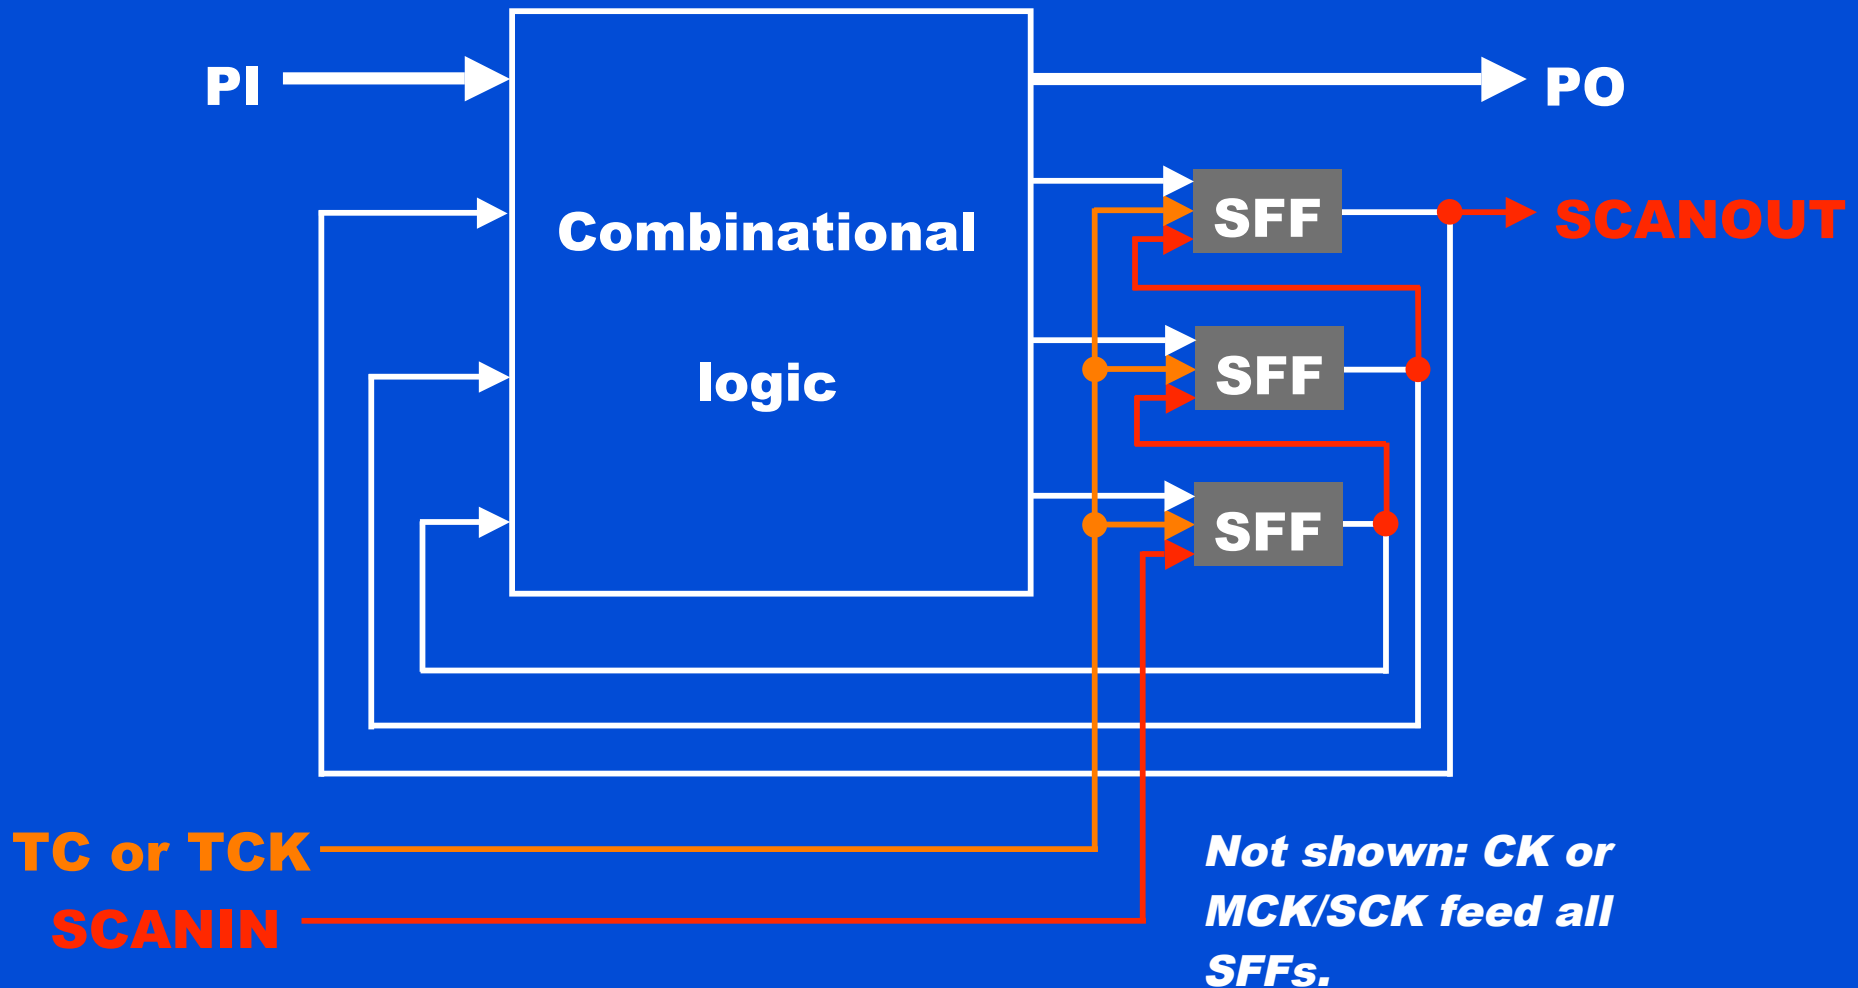 PI
PO
SFF
SCANOUT
Combinational
logic
SFF
SFF
TC or TCK
SCANIN
Not shown: CK or
MCK/SCK feed all
SFFs.